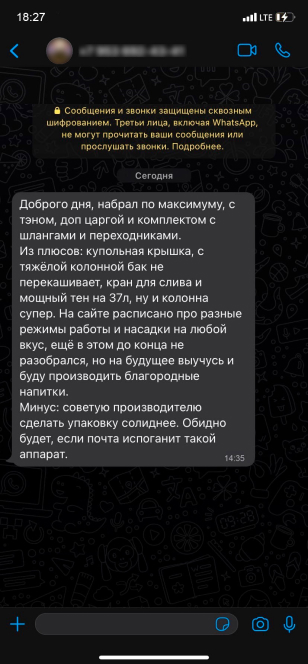 18:27
LTE
🔒 Сообщения и звонки защищены сквозным
шифрованием. Третьи лица, включая WhatsApp,
не могут прочитать ваши сообщения или
прослушать звонки. Подробнее.
Сегодня
Доброго дня, набрал по максимуму, с
тэном, доп царгой и комплектом с
шлангами и переходниками.
Из плюсов: купольная крышка, с
тяжёлой колонной бак не
перекашивает, кран для слива и
мощный тен на 37л, ну и колонна
супер. На сайте расписано про разные
режимы работы и насадки на любой
вкус, ещё в этом до конца не
разобрался, но на будущее выучусь и
буду производить благородные
напитки.
Минус: советую производителю
сделать упаковку солиднее. Обидно
будет, если почта испоганит такой
аппарат.
14:35